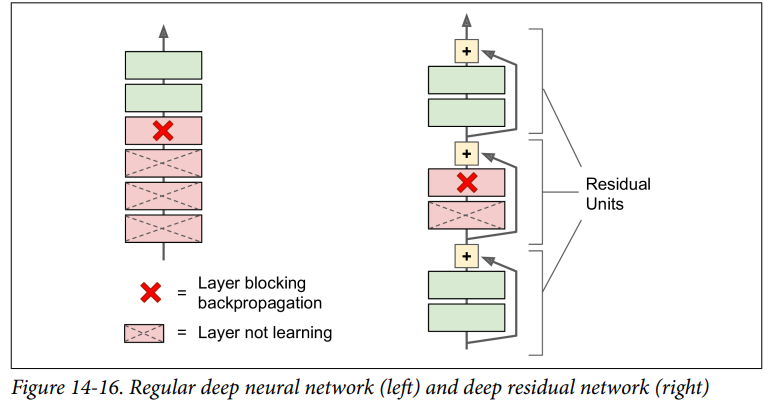 +
+
+
Residual
Units
= Layer blocking
backpropagation
= Layer not learning
Figure 14-16. Regular deep neural network (left) and deep residual network (right)